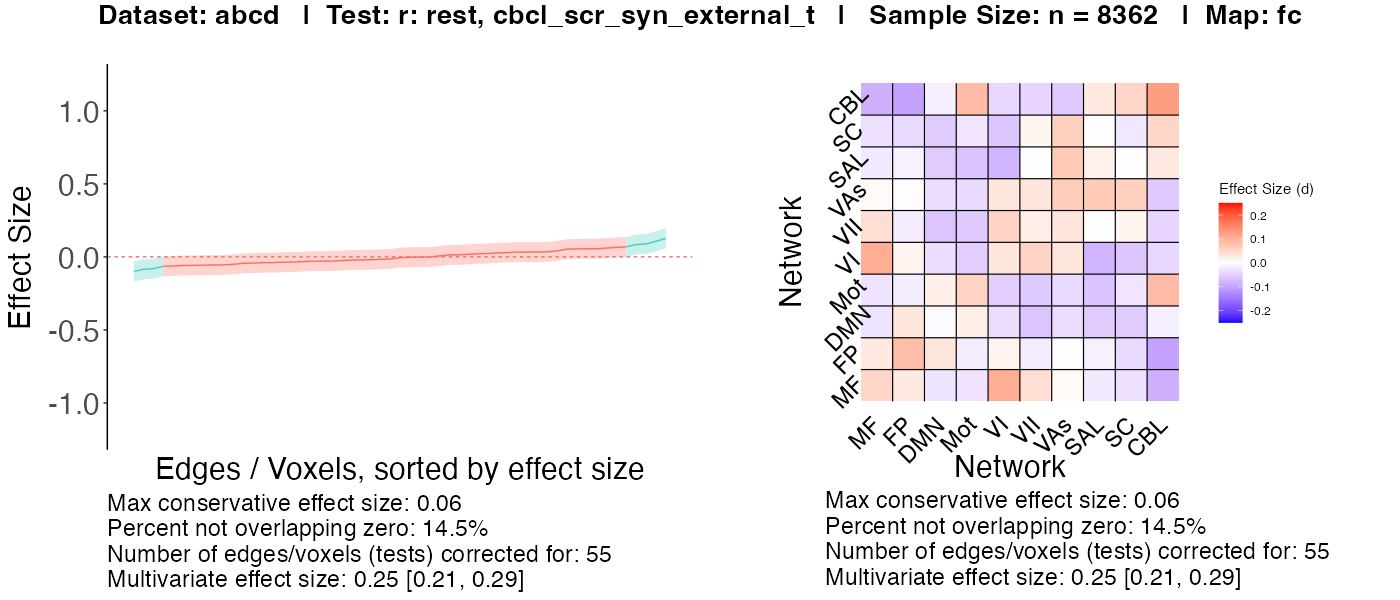 Dataset: abcd | Test: r: rest, cbcl_scr_syn_external_t | Sample Size: n = 8362 | Map: fc
Effect Size
1.0
0.5
0.0
-0.5
-1.0
Edges / Voxels, sorted by effect size
Max conservative effect size: 0.06
Percent not overlapping zero: 14.5%
Number of edges/voxels (tests) corrected for: 55
Multivariate effect size: 0.25 [0.21, 0.29]
Network
CBL
SC
SAL
VAs
VII
VI
Mot
DMN
FP
MF
MF
FP
DMN
Mot
VI
VII
VAs
SAL
SC
CBL
Network
Effect Size (d)
0.2
0.1
0.0
-0.1
-0.2
Max conservative effect size: 0.06
Percent not overlapping zero: 14.5%
Number of edges/voxels (tests) corrected for: 55
Multivariate effect size: 0.25 [0.21, 0.29]